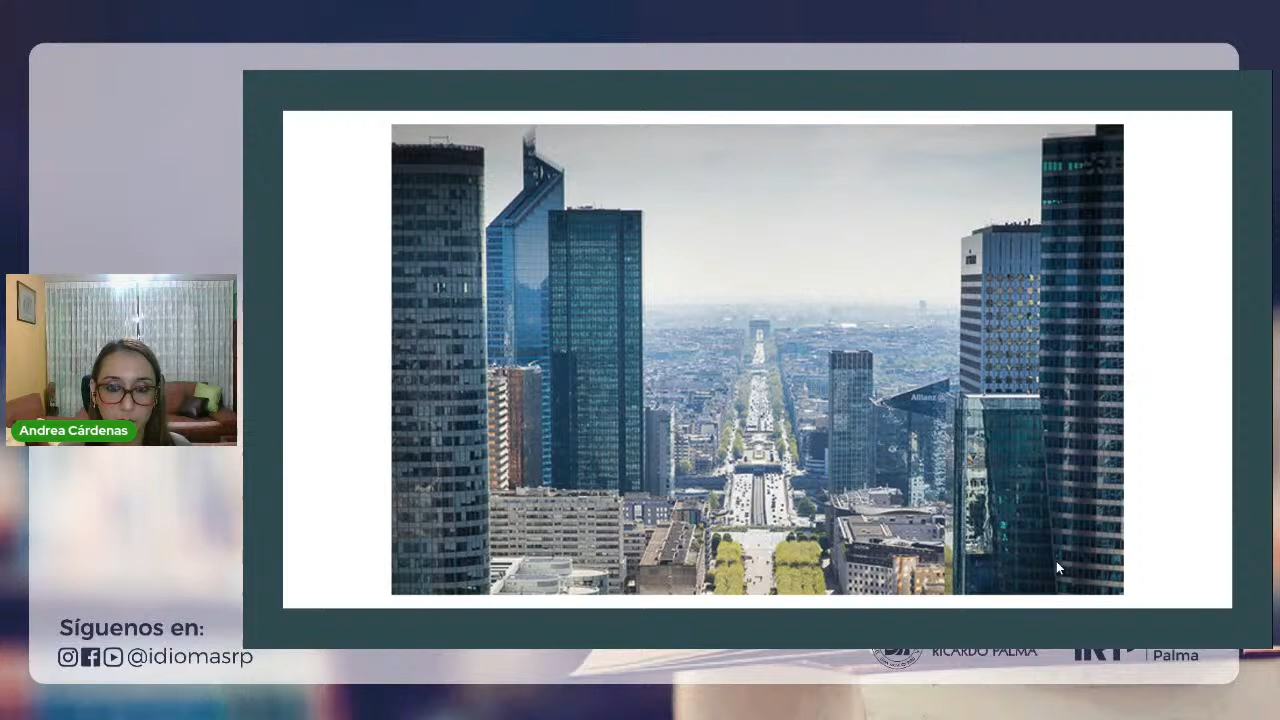 Allianz
Andrea Cárdenas
Síguenos en:
@idiomasrp
RICARDO PALMA
Palma